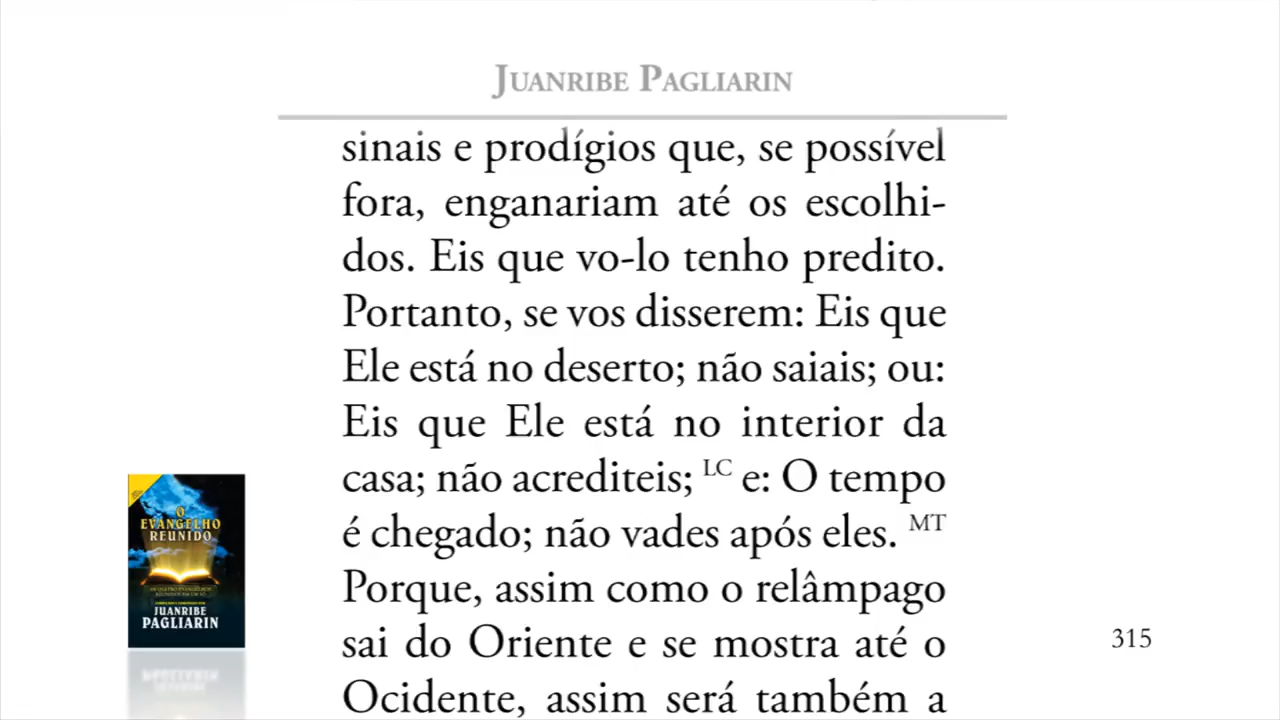 JUANRIBE PAGLIARIN
sinais e prodígios que, se possível
fora, enganariam até os escolhi-
dos. Eis que vo-lo tenho predito.
Portanto, se vos disserem: Eis que
Ele está no deserto; não saiais; ou:
Eis que Ele está no interior da
casa; não acrediteis; LC e: O tempo
é chegado; não vades após eles. MT
Porque, assim como o relâmpago
sai do Oriente e se mostra até o
Ocidente, assim será também a
O
EVANGELHO
REUNIDO
JUANRIBE
PAGLIARIN
315